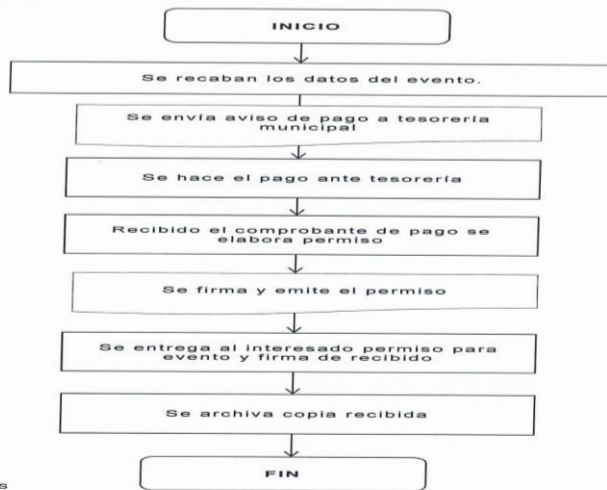 INICIO
Se recaban los datos del evento.
Se envía aviso de pago a tesorería
municipal
Se hace el pago ante tesorería
Recibido el comprobante de pago se
elabora permiso
Se firma y emite el permiso
Se entrega al interesado permiso para
evento y firma de recibido
Se archiva copia recibida
FIN
s